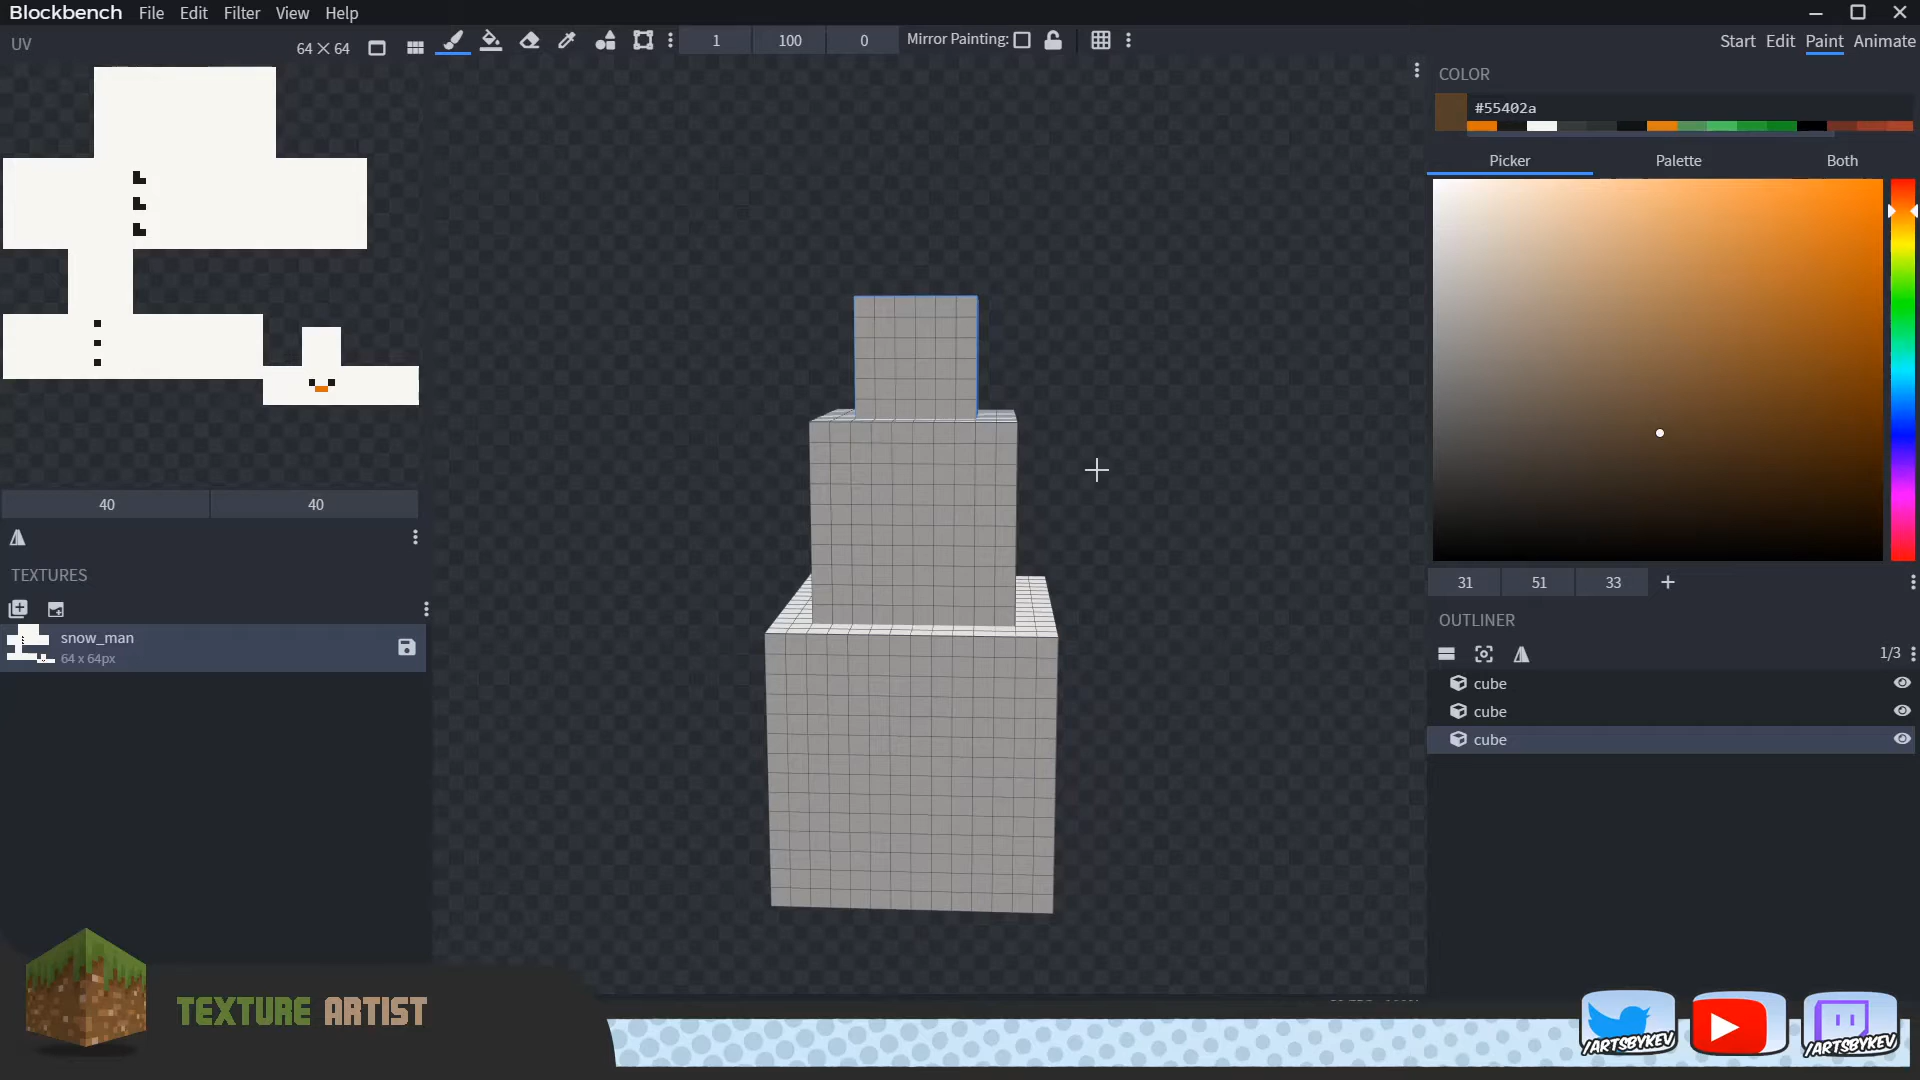 Blockbench File Edit Filter View Help
UV 64 × 64 1 100 0 Mirror Painting: Start Edit Paint Animate
COLOR
#55402a
Picker Palette Both
40 40
TEXTURES
snow_man
64 x 64px
31 51 33
OUTLINER
1/3
cube
cube
cube
TEXTURE ARTIST
/ARTSBYKEV /ARTSBYKEV /ARTSBYKEV